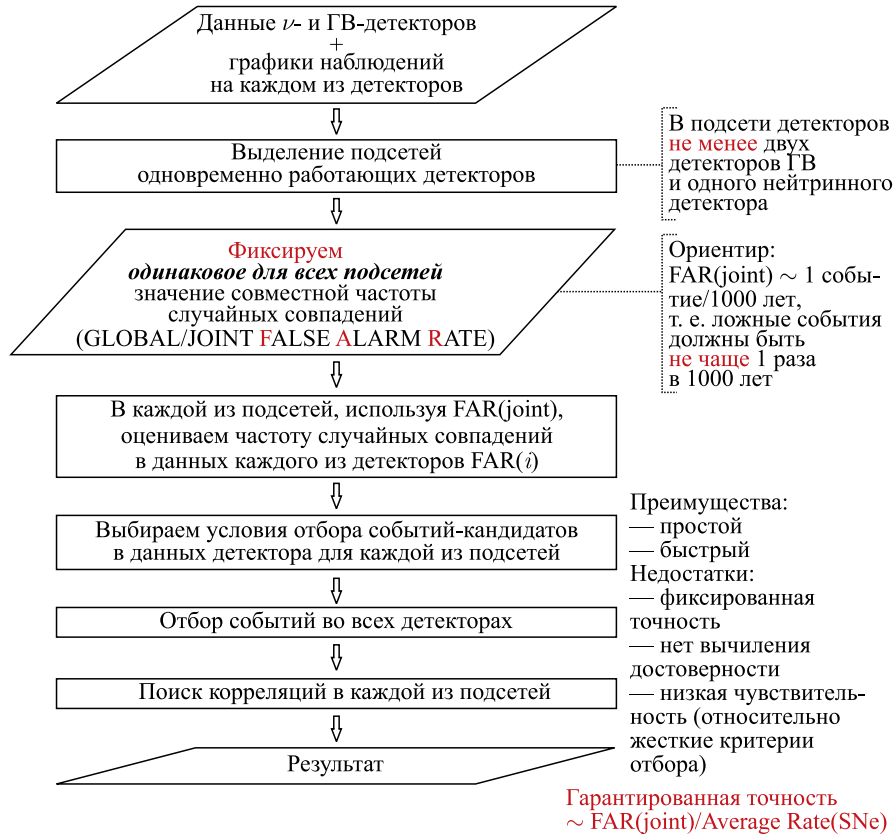 Данные ν- и ГВ-детекторов
+
графики наблюдений
на каждом из детекторов
Выделение подсетей
одновременно работающих детекторов
В подсети детекторов
не менее двух
детекторов ГВ
и одного нейтринного
детектора
Фиксируем
одинаковое для всех подсетей
значение совместной частоты
случайных совпадений
(GLOBAL/JOINT FALSE ALARM RATE)
Ориентир:
FAR(joint) ~ 1 собы-
тие/1000 лет,
т. е. ложные события
должны быть
не чаще 1 раза
в 1000 лет
В каждой из подсетей, используя FAR(joint),
оцениваем частоту случайных совпадений
в данных каждого из детекторов FAR(i)
Выбираем условия отбора событий-кандидатов
в данных детектора для каждой из подсетей
Отбор событий во всех детекторах
Поиск корреляций в каждой из подсетей
Результат
Преимущества:
— простой
— быстрый
Недостатки:
— фиксированная
точность
— нет вычиления
достоверности
— низкая чувствитель-
ность (относительно
жесткие критерии
отбора)
Гарантированная точность
~ FAR(joint)/Average Rate(SNe)